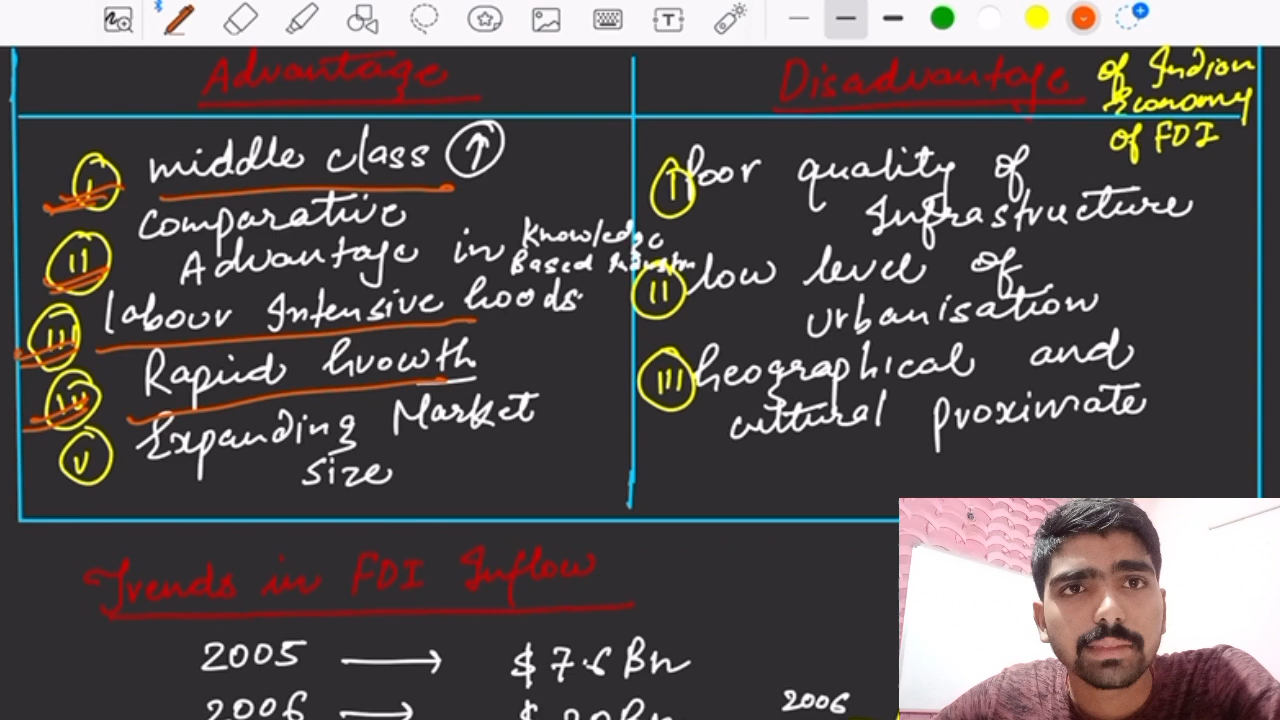 Advantage
Disadvantage
of Indian
Economy
of FDI
I middle class ↑
comparative
II Advantage in Knowledge
Based
III labour Intensive Goods
IV Rapid Growth
V Expanding Market
size
I Poor quality of
Infrastructure
II low level of
urbanisation
III Geographical and
cultural proximate
Trends in FDI Inflow
2005 → $ 7.6 Bn
2006 →
2006